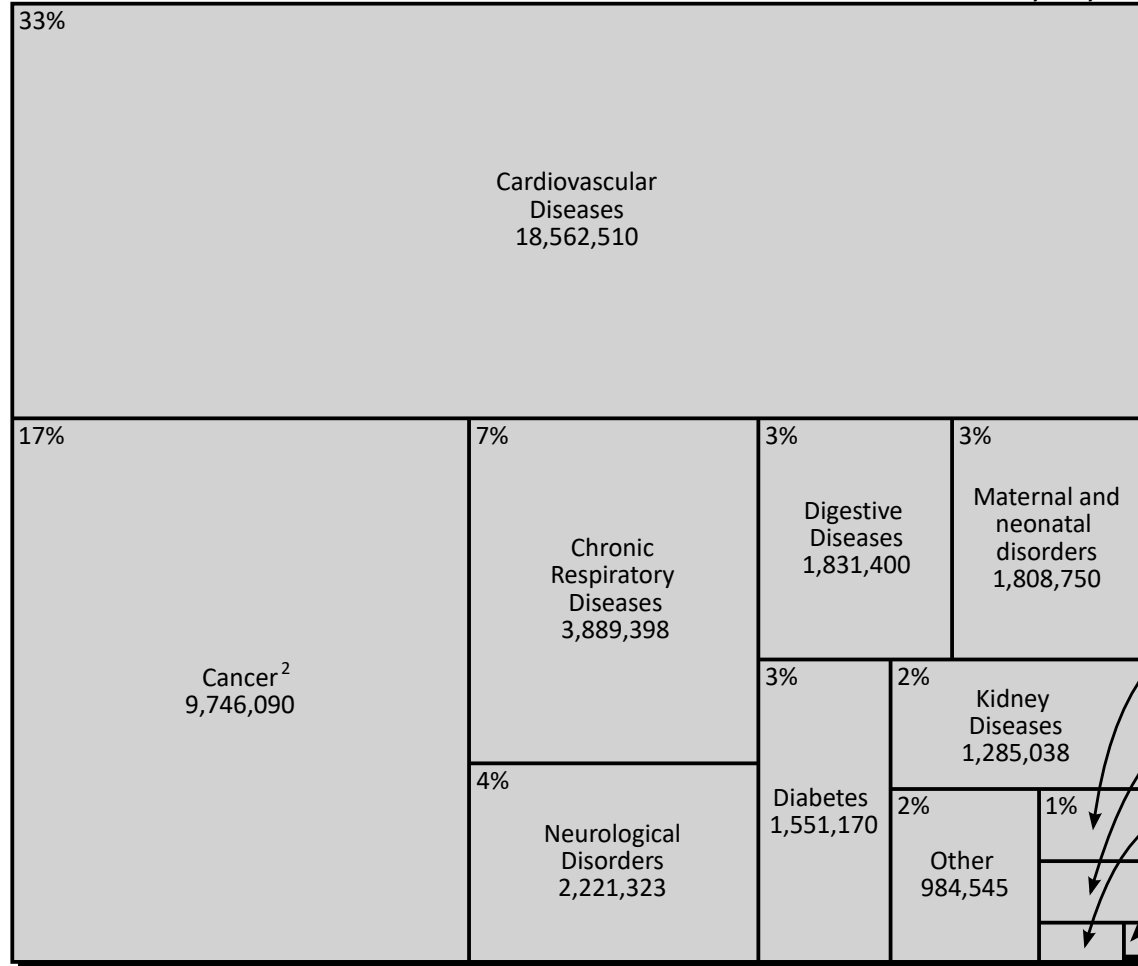 33%
Cardiovascular
Diseases
18,562,510
17%
Cancer²
9,746,090
7%
Chronic
Respiratory
Diseases
3,889,398
4%
Neurological
Disorders
2,221,323
3%
Digestive
Diseases
1,831,400
3%
Maternal and
neonatal
disorders
1,808,750
3%
Diabetes
1,551,170
2%
Kidney
Diseases
1,285,038
2%
Other
984,545
1%